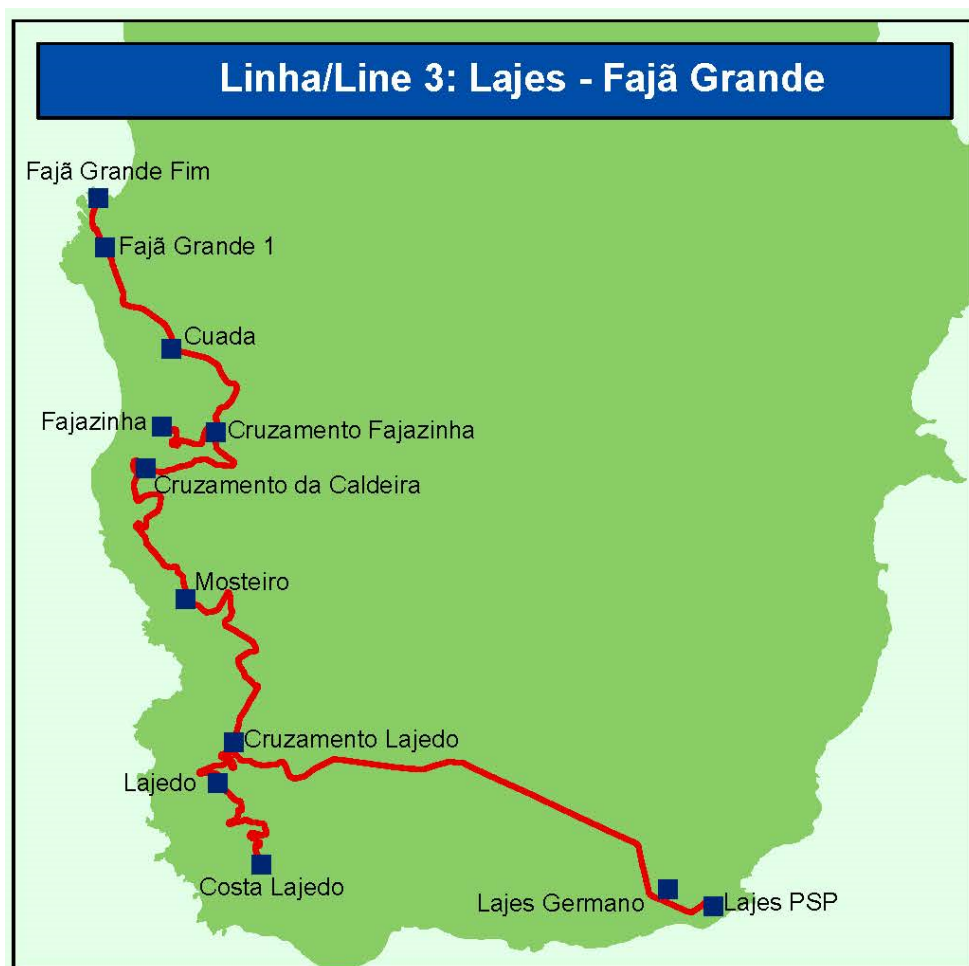 Linha/Line 3: Lajes - Fajã Grande
Fajã Grande Fim
Fajã Grande 1
Cuada
Fajazinha
Cruzamento Fajazinha
Cruzamento da Caldeira
Mosteiro
Cruzamento Lajedo
Lajedo
Costa Lajedo
Lajes Germano
Lajes PSP